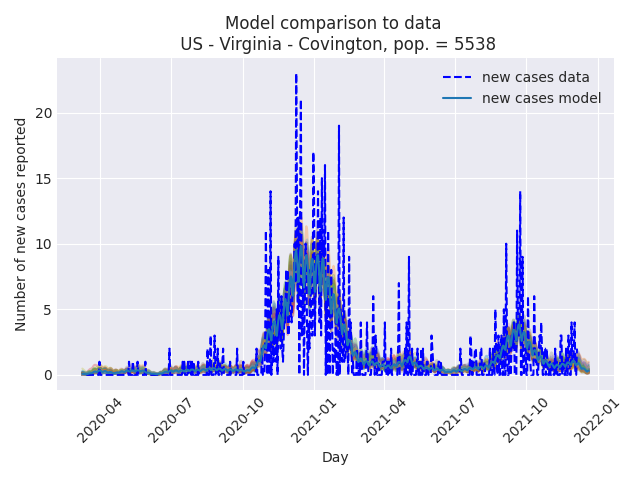 Model comparison to data
US - Virginia - Covington, pop. = 5538
new cases data
new cases model
Number of new cases reported
20
15
10
5
0
2020-04
2020-07
2020-10
2021-01
2021-04
2021-07
2021-10
2022-01
Day